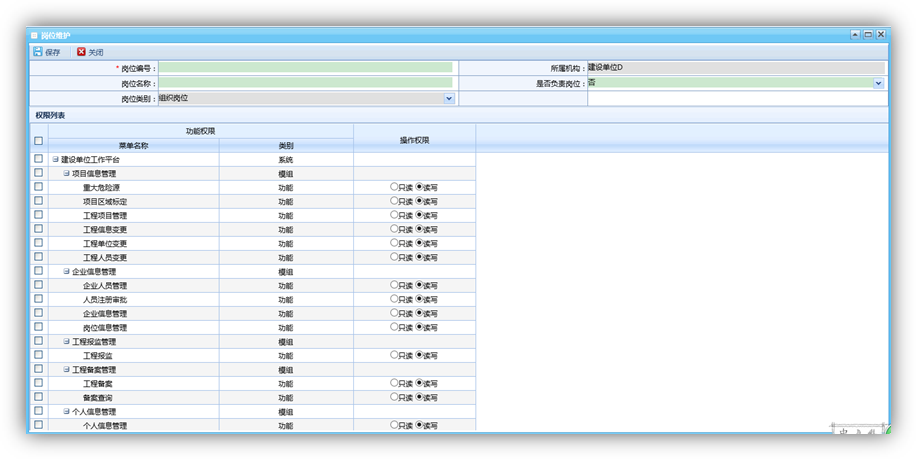 岗位维护
保存 关闭
* 岗位编号： 所属机构： 建设单位D
岗位名称： 是否负责岗位： 否
岗位类别： 组织岗位
权限列表
功能权限 操作权限
菜单名称 类别
建设单位工作平台 系统
项目信息管理 模组
重大危险源 功能 只读 读写
项目区域标定 功能 只读 读写
工程项目管理 功能 只读 读写
工程信息变更 功能 只读 读写
工程单位变更 功能 只读 读写
工程人员变更 功能 只读 读写
企业信息管理 模组
企业人员管理 功能 只读 读写
人员注册审批 功能 只读 读写
企业信息管理 功能 只读 读写
岗位信息管理 功能 只读 读写
工程报监管理 模组
工程报监 功能 只读 读写
工程备案管理 模组
工程备案 功能 只读 读写
备案查询 功能 只读 读写
个人信息管理 模组
个人信息管理 功能 只读 读写